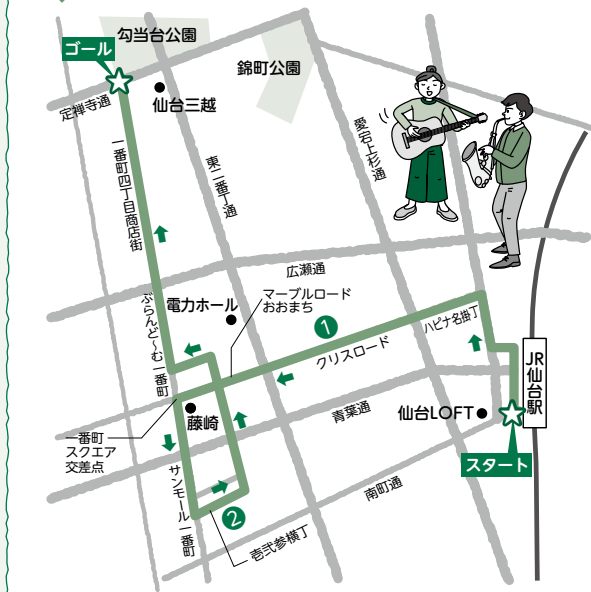 勾当台公園
ゴール
錦町公園
仙台三越
定禅寺通
一番町四丁目商店街
東二番丁通
愛宕上杉通
広瀬通
電力ホール
マーブルロード
おおまち
ぶらんど〜む一番町
1
クリスロード
ハピナ名掛丁
JR仙台駅
藤崎
青葉通
仙台LOFT
スタート
一番町
スクエア
交差点
サンモール一番町
南町通
2
壱弐参横丁